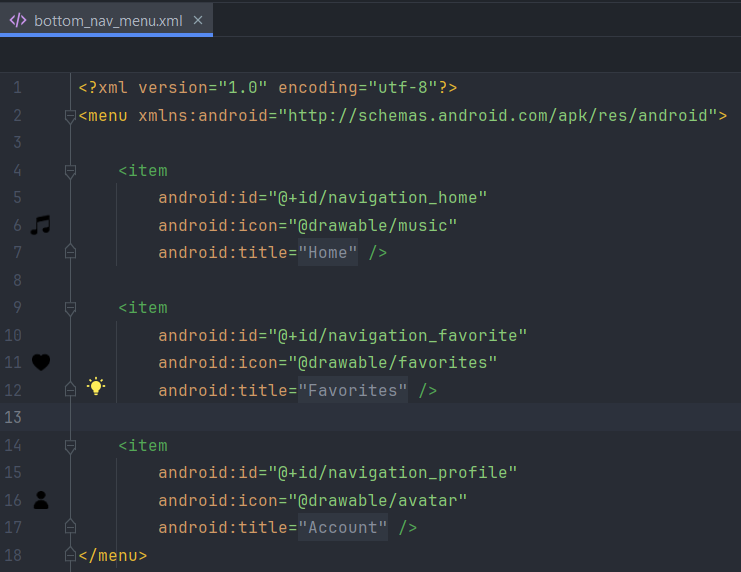 bottom_nav_menu.xml
1 <?xml version="1.0" encoding="utf-8"?>
2 <menu xmlns:android="http://schemas.android.com/apk/res/android">
3
4 <item
5 android:id="@+id/navigation_home"
6 android:icon="@drawable/music"
7 android:title="Home" />
8
9 <item
10 android:id="@+id/navigation_favorite"
11 android:icon="@drawable/favorites"
12 android:title="Favorites" />
13
14 <item
15 android:id="@+id/navigation_profile"
16 android:icon="@drawable/avatar"
17 android:title="Account" />
18 </menu>